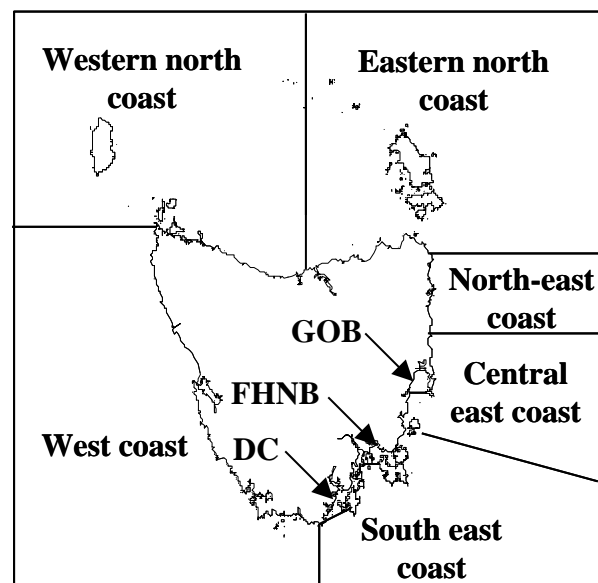 Western north
coast
Eastern north
coast
North-east
coast
GOB
Central
east coast
FHNB
West coast
DC
South east
coast